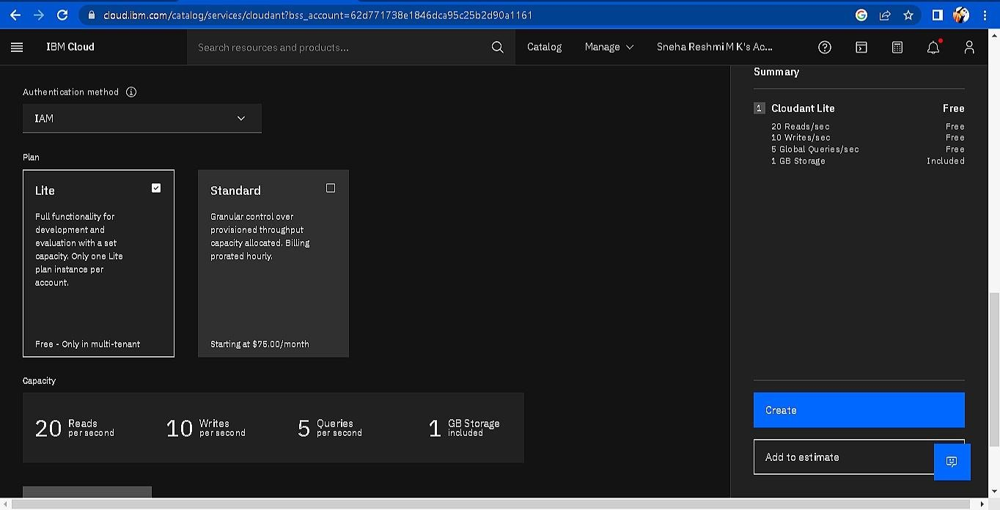 cloud.ibm.com/catalog/services/cloudant?bss_account=62d771738e1846dca95c25b2d90a1161
IBM Cloud
Search resources and products...
Catalog
Manage
Sneha Reshmi M K's Ac...
Authentication method
IAM
Plan
Lite
Full functionality for
development and
evaluation with a set
capacity. Only one Lite
plan instance per
account.
Free - Only in multi-tenant
Standard
Granular control over
provisioned throughput
capacity allocated. Billing
prorated hourly.
Starting at $75.00/month
Capacity
20 Reads
per second
10 Writes
per second
5 Queries
per second
1 GB Storage
included
Summary
1 Cloudant Lite Free
20 Reads/sec Free
10 Writes/sec Free
5 Global Queries/sec Free
1 GB Storage Included
Create
Add to estimate